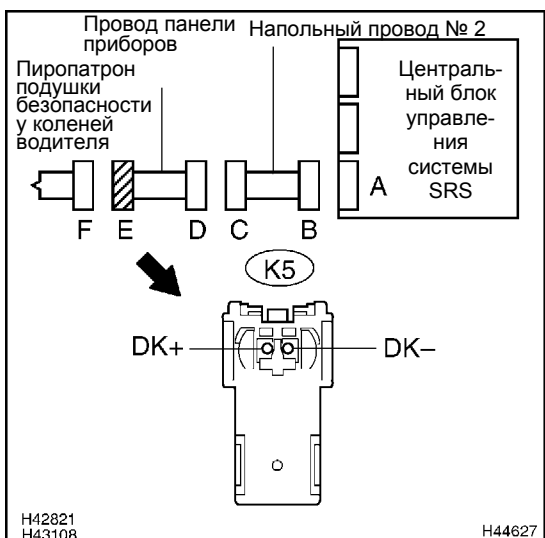 Провод панели
приборов
Напольный провод № 2
Пиропатрон
подушки
безопасности
у коленей
водителя
Централь-
ный блок
управле-
ния
системы
SRS
A
F E D C B
K5
DK+
DK–
H42821
H43108
H44627